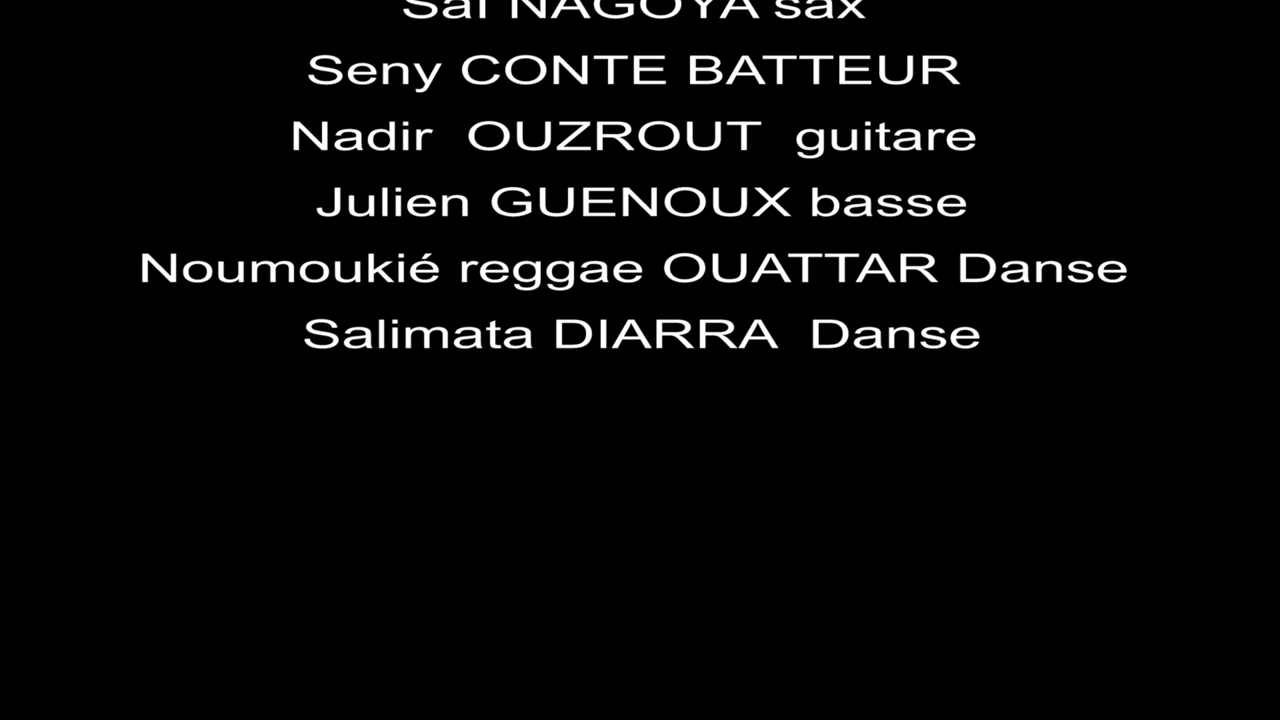 NAGOYA sax
Seny CONTE BATTEUR
Nadir OUZROUT guitare
Julien GUENOUX basse
Noumoukié reggae OUATTAR Danse
Salimata DIARRA Danse